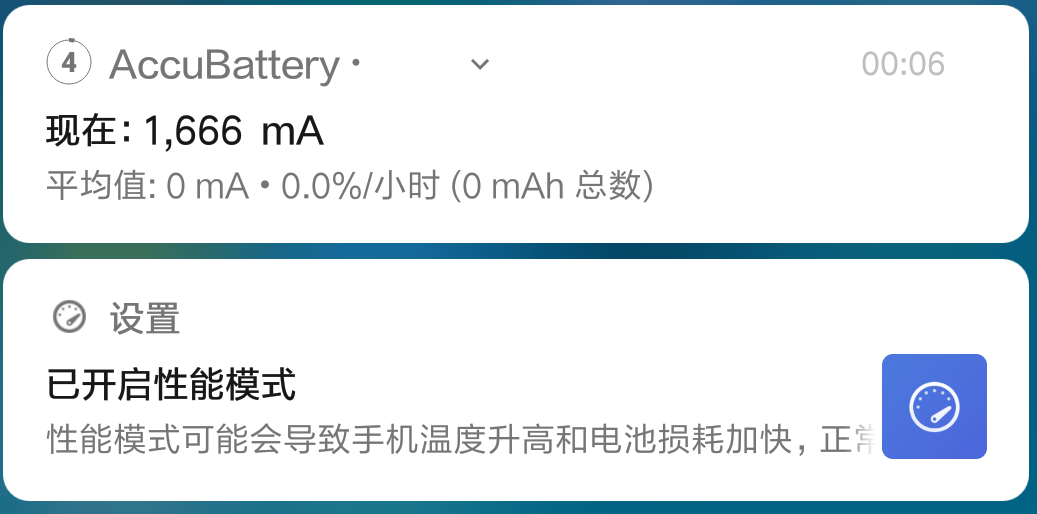 4 AccuBattery • 00:06
现在: 1,666 mA
平均值: 0 mA • 0.0%/小时 (0 mAh 总数)
设置
已开启性能模式
性能模式可能会导致手机温度升高和电池损耗加快, 正常